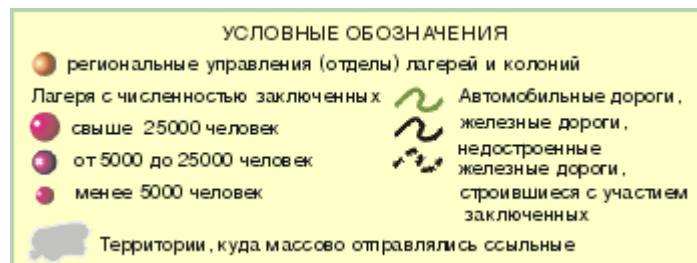 УСЛОВНЫЕ ОБОЗНАЧЕНИЯ
региональные управления (отделы) лагерей и колоний
Лагеря с численностью заключенных
свыше 25000 человек
от 5000 до 25000 человек
менее 5000 человек
Автомобильные дороги,
железные дороги,
недостроенные
железные дороги,
строившиеся с участием
заключенных
Территории, куда массово отправлялись ссыльные